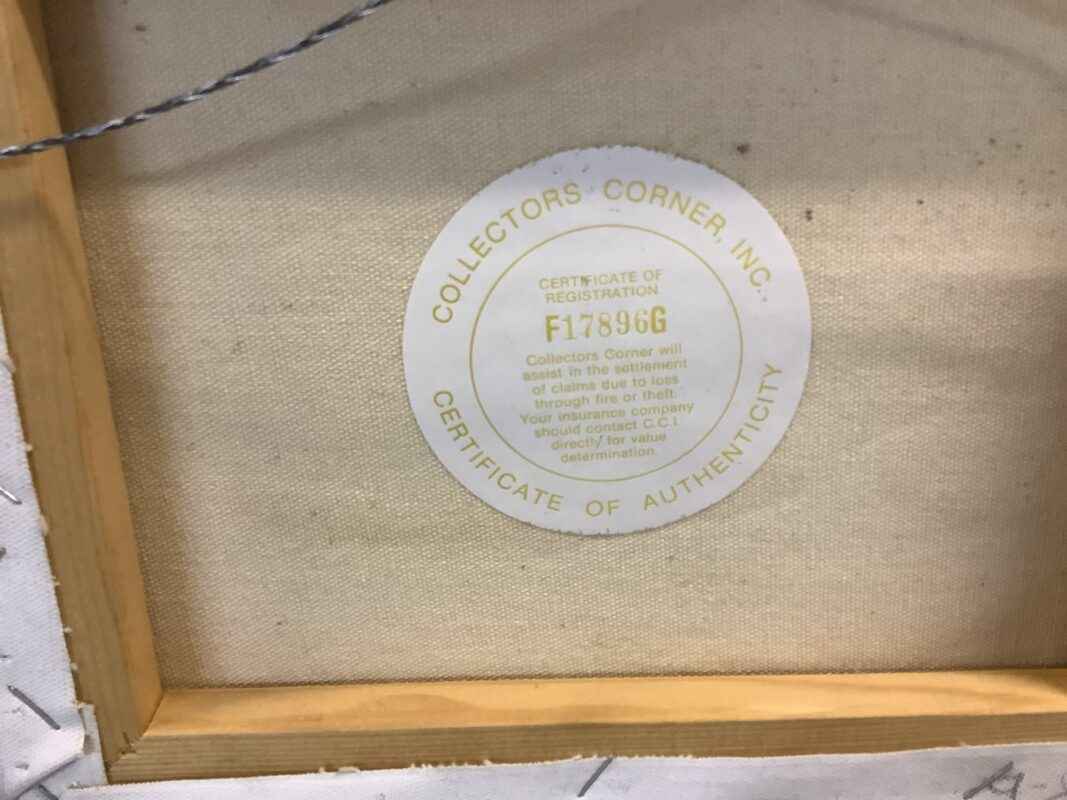 COLLECTORS CORNER, INC.
CERTIFICATE OF
REGISTRATION
F17896G
Collectors Corner will
assist in the settlement
of claims due to loss
through fire or theft.
Your insurance company
should contact C.C.I.
directly for value
determination.
CERTIFICATE OF AUTHENTICITY